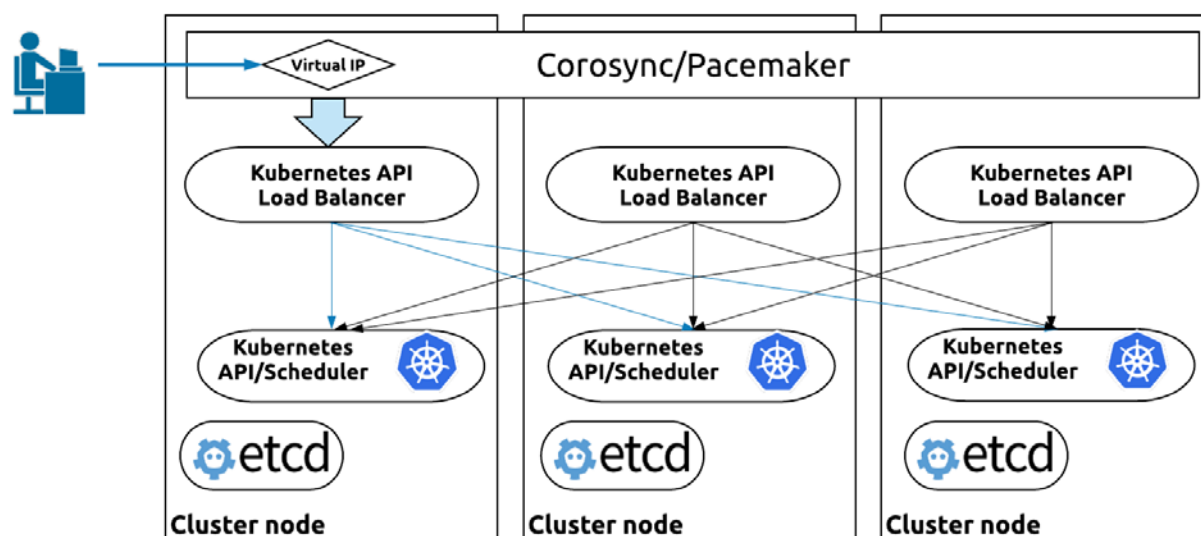 Virtual IP
Corosync/Pacemaker
Kubernetes API
Load Balancer
Kubernetes API
Load Balancer
Kubernetes API
Load Balancer
Kubernetes
API/Scheduler
Kubernetes
API/Scheduler
Kubernetes
API/Scheduler
etcd
etcd
etcd
Cluster node
Cluster node
Cluster node